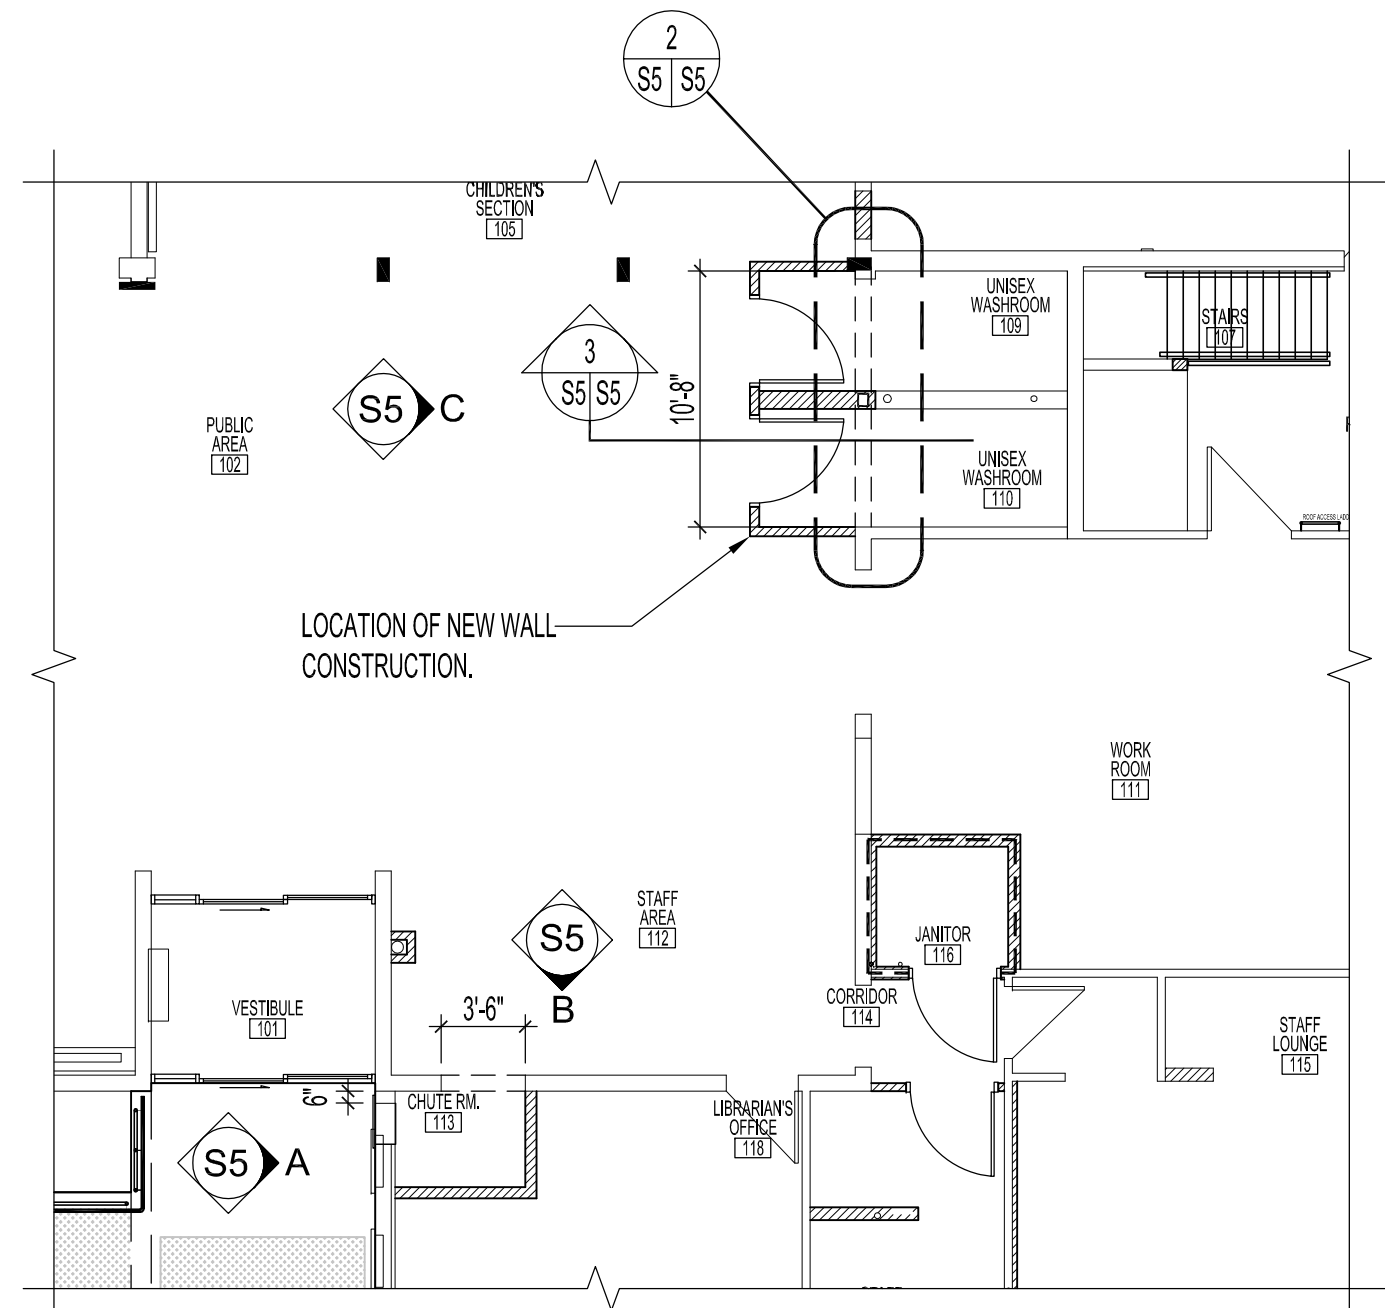 2
S5 S5
CHILDREN'S
SECTION
105
UNISEX
WASHROOM
109
STAIRS
107
3
S5 S5
10'-8"
S5 C
PUBLIC
AREA
102
UNISEX
WASHROOM
110
ROOF ACCESS
LOCATION OF NEW WALL
CONSTRUCTION.
WORK
ROOM
111
STAFF
AREA
112
JANITOR
116
S5
B
CORRIDOR
114
3'-6"
VESTIBULE
101
STAFF
LOUNGE
115
6"
CHUTE RM.
113
LIBRARIAN'S
OFFICE
118
S5 A